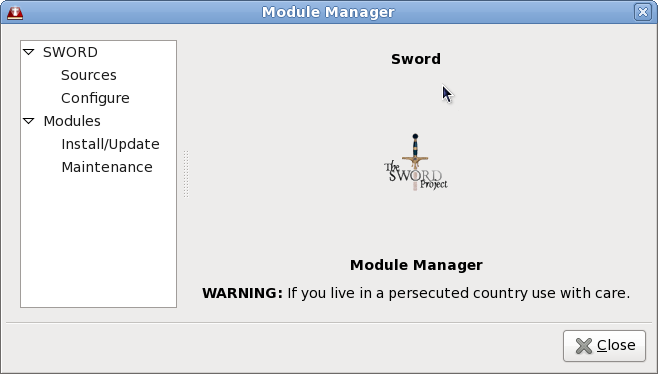 Module Manager
SWORD
Sources
Configure
Modules
Install/Update
Maintenance
Sword
The
SWORD
Project
Module Manager
WARNING: If you live in a persecuted country use with care.
Close